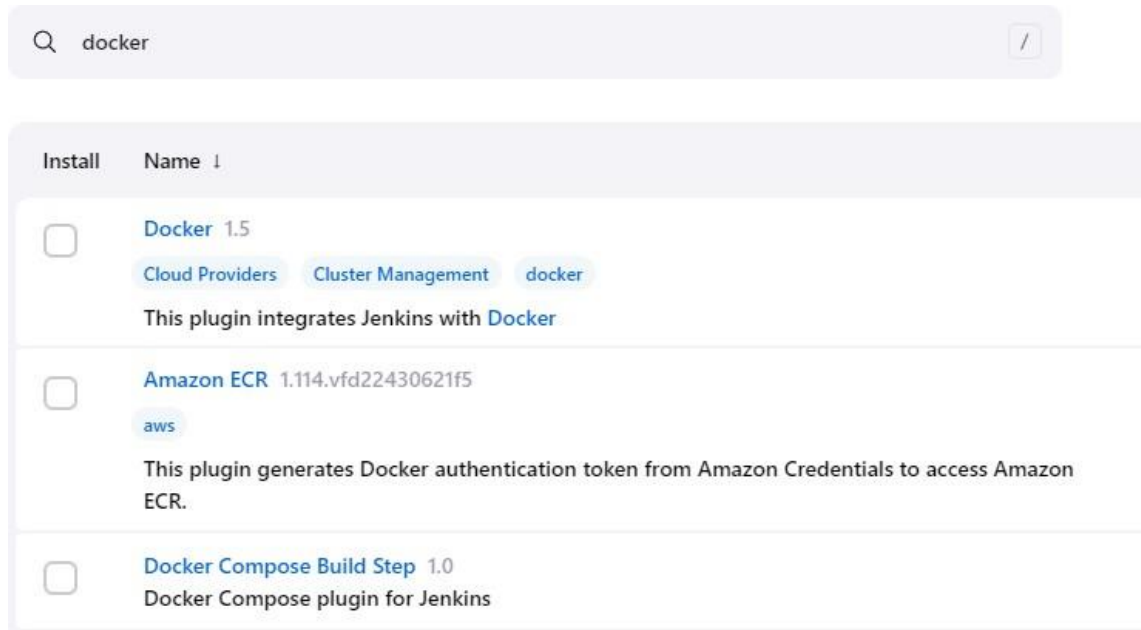 docker /
Install Name ↓
Docker 1.5
Cloud Providers Cluster Management docker
This plugin integrates Jenkins with Docker
Amazon ECR 1.114.vfd22430621f5
aws
This plugin generates Docker authentication token from Amazon Credentials to access Amazon
ECR.
Docker Compose Build Step 1.0
Docker Compose plugin for Jenkins